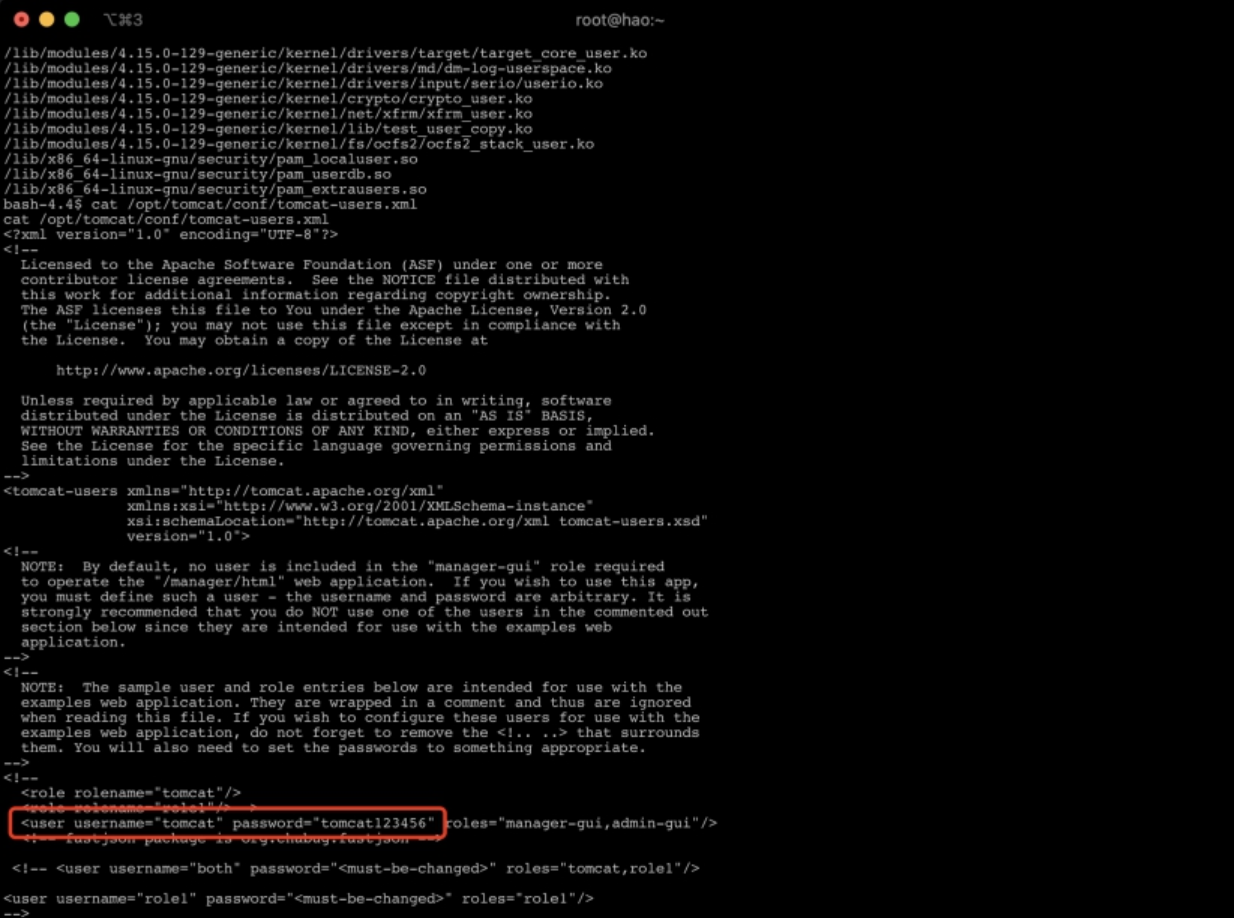 ⌥⌘3
root@hao:~
/lib/modules/4.15.0-129-generic/kernel/drivers/target/target_core_user.ko
/lib/modules/4.15.0-129-generic/kernel/drivers/md/dm-log-userspace.ko
/lib/modules/4.15.0-129-generic/kernel/drivers/input/serio/userio.ko
/lib/modules/4.15.0-129-generic/kernel/crypto/crypto_user.ko
/lib/modules/4.15.0-129-generic/kernel/net/xfrm/xfrm_user.ko
/lib/modules/4.15.0-129-generic/kernel/lib/test_user_copy.ko
/lib/modules/4.15.0-129-generic/kernel/fs/ocfs2/ocfs2_stack_user.ko
/lib/x86_64-linux-gnu/security/pam_localuser.so
/lib/x86_64-linux-gnu/security/pam_userdb.so
/lib/x86_64-linux-gnu/security/pam_extrausers.so
bash-4.4$ cat /opt/tomcat/conf/tomcat-users.xml
cat /opt/tomcat/conf/tomcat-users.xml
<?xml version="1.0" encoding="UTF-8"?>
<!--
  Licensed to the Apache Software Foundation (ASF) under one or more
  contributor license agreements.  See the NOTICE file distributed with
  this work for additional information regarding copyright ownership.
  The ASF licenses this file to You under the Apache License, Version 2.0
  (the "License"); you may not use this file except in compliance with
  the License.  You may obtain a copy of the License at

      http://www.apache.org/licenses/LICENSE-2.0

  Unless required by applicable law or agreed to in writing, software
  distributed under the License is distributed on an "AS IS" BASIS,
  WITHOUT WARRANTIES OR CONDITIONS OF ANY KIND, either express or implied.
  See the License for the specific language governing permissions and
  limitations under the License.
-->
<tomcat-users xmlns="http://tomcat.apache.org/xml"
              xmlns:xsi="http://www.w3.org/2001/XMLSchema-instance"
              xsi:schemaLocation="http://tomcat.apache.org/xml tomcat-users.xsd"
              version="1.0">
<!--
  NOTE:  By default, no user is included in the "manager-gui" role required
  to operate the "/manager/html" web application.  If you wish to use this app,
  you must define such a user - the username and password are arbitrary. It is
  strongly recommended that you do NOT use one of the users in the commented out
  section below since they are intended for use with the examples web
  application.
-->
<!--
  NOTE:  The sample user and role entries below are intended for use with the
  examples web application. They are wrapped in a comment and thus are ignored
  when reading this file. If you wish to configure these users for use with the
  examples web application, do not forget to remove the <!.. ..> that surrounds
  them. You will also need to set the passwords to something appropriate.
-->
<!--
  <role rolename="tomcat"/>
  <role rolename="role1"/>-->
  <user username="tomcat" password="tomcat123456" roles="manager-gui,admin-gui"/>
  <!-- fastjson package is org.chabug.fastjson -->

 <!-- <user username="both" password="<must-be-changed>" roles="tomcat,role1"/>

<user username="role1" password="<must-be-changed>" roles="role1"/>
-->